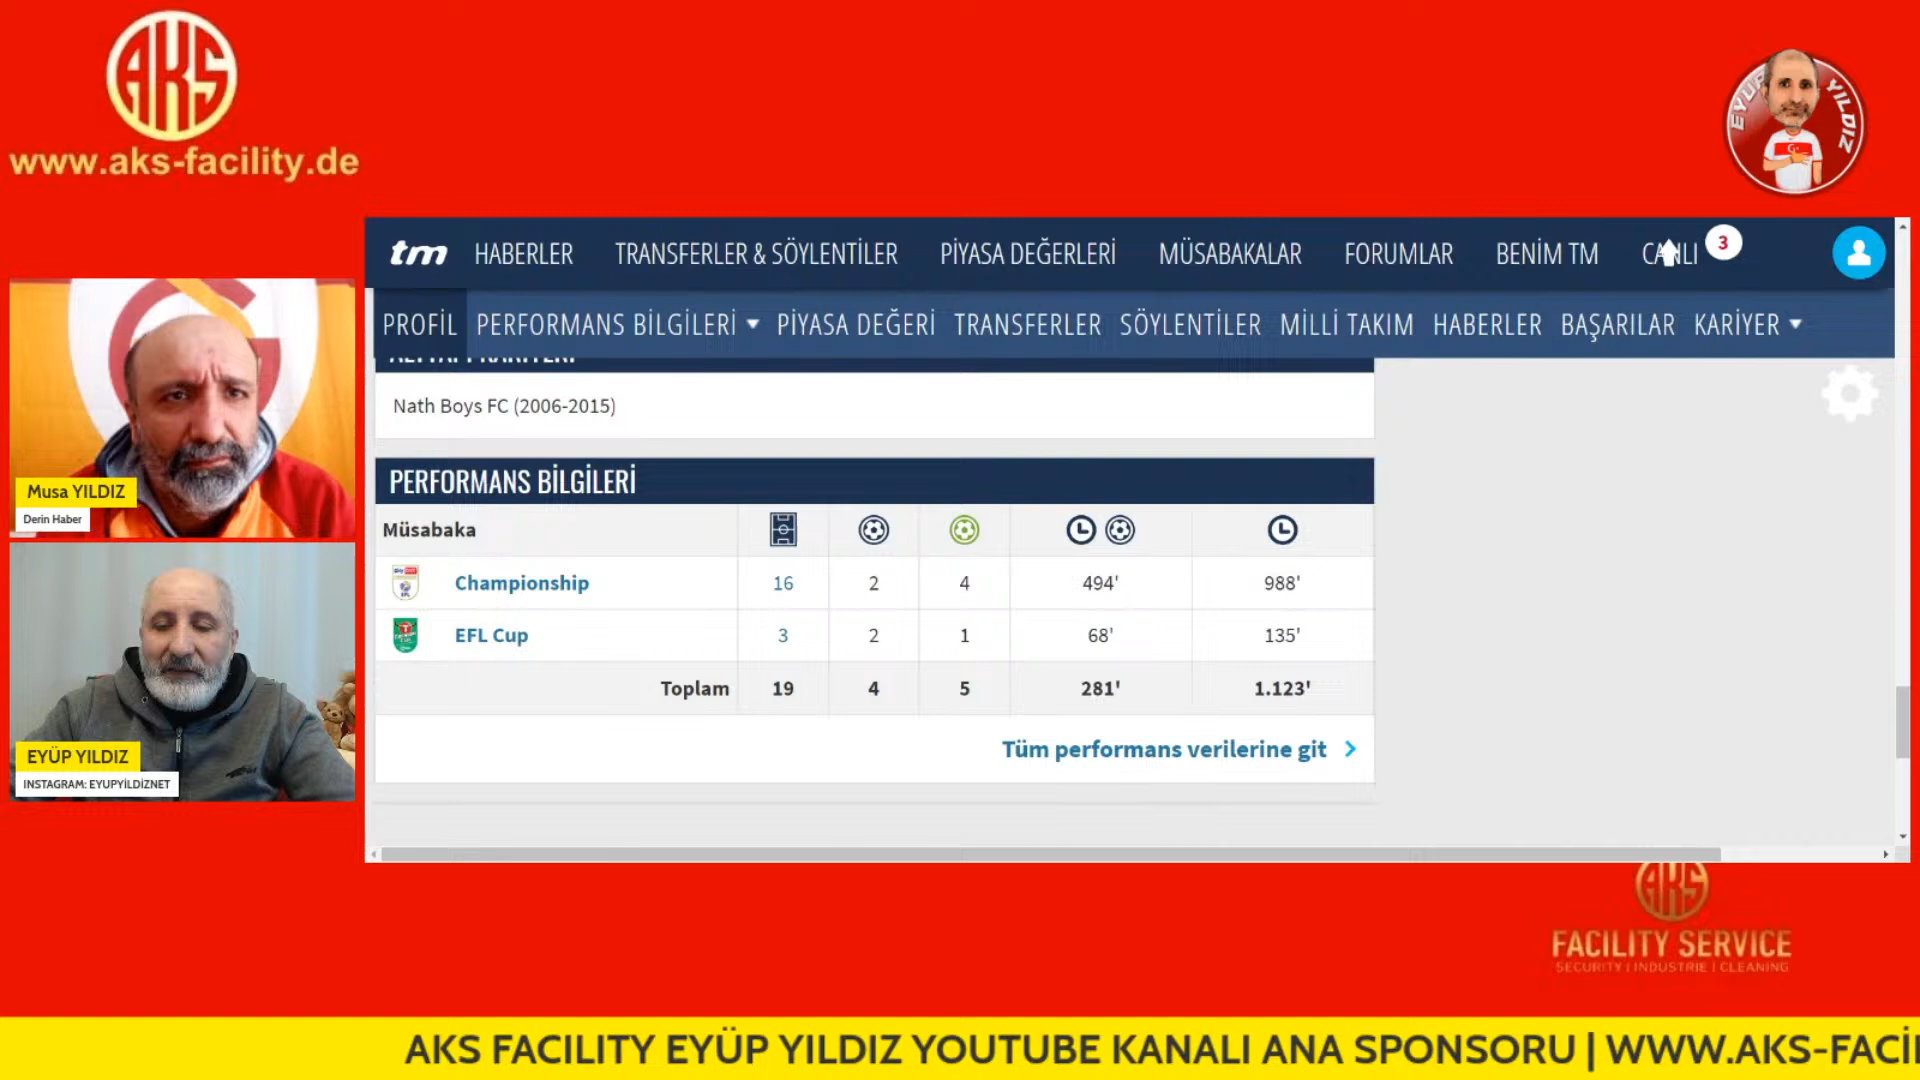 AKS
www.aks-facility.de
EYÜP YILDIZ
tm HABERLER TRANSFERLER & SÖYLENTİLER PİYASA DEĞERLERİ MÜSABAKALAR FORUMLAR BENİM TM CANLI 3
PROFİL PERFORMANS BİLGİLERİ PİYASA DEĞERİ TRANSFERLER SÖYLENTİLER MİLLİ TAKIM HABERLER BAŞARILAR KARİYER
Nath Boys FC (2006-2015)
PERFORMANS BİLGİLERİ
Müsabaka
Championship 16 2 4 494' 988'
EFL Cup 3 2 1 68' 135'
Toplam 19 4 5 281' 1.123'
Tüm performans verilerine git
Musa YILDIZ
Derin Haber
EYÜP YILDIZ
INSTAGRAM: EYUPYİLDİZNET
AKS
FACILITY SERVICE
SECURITY | INDUSTRIE | CLEANING
AKS FACILITY EYÜP YILDIZ YOUTUBE KANALI ANA SPONSORU | WWW.AKS-FACİL